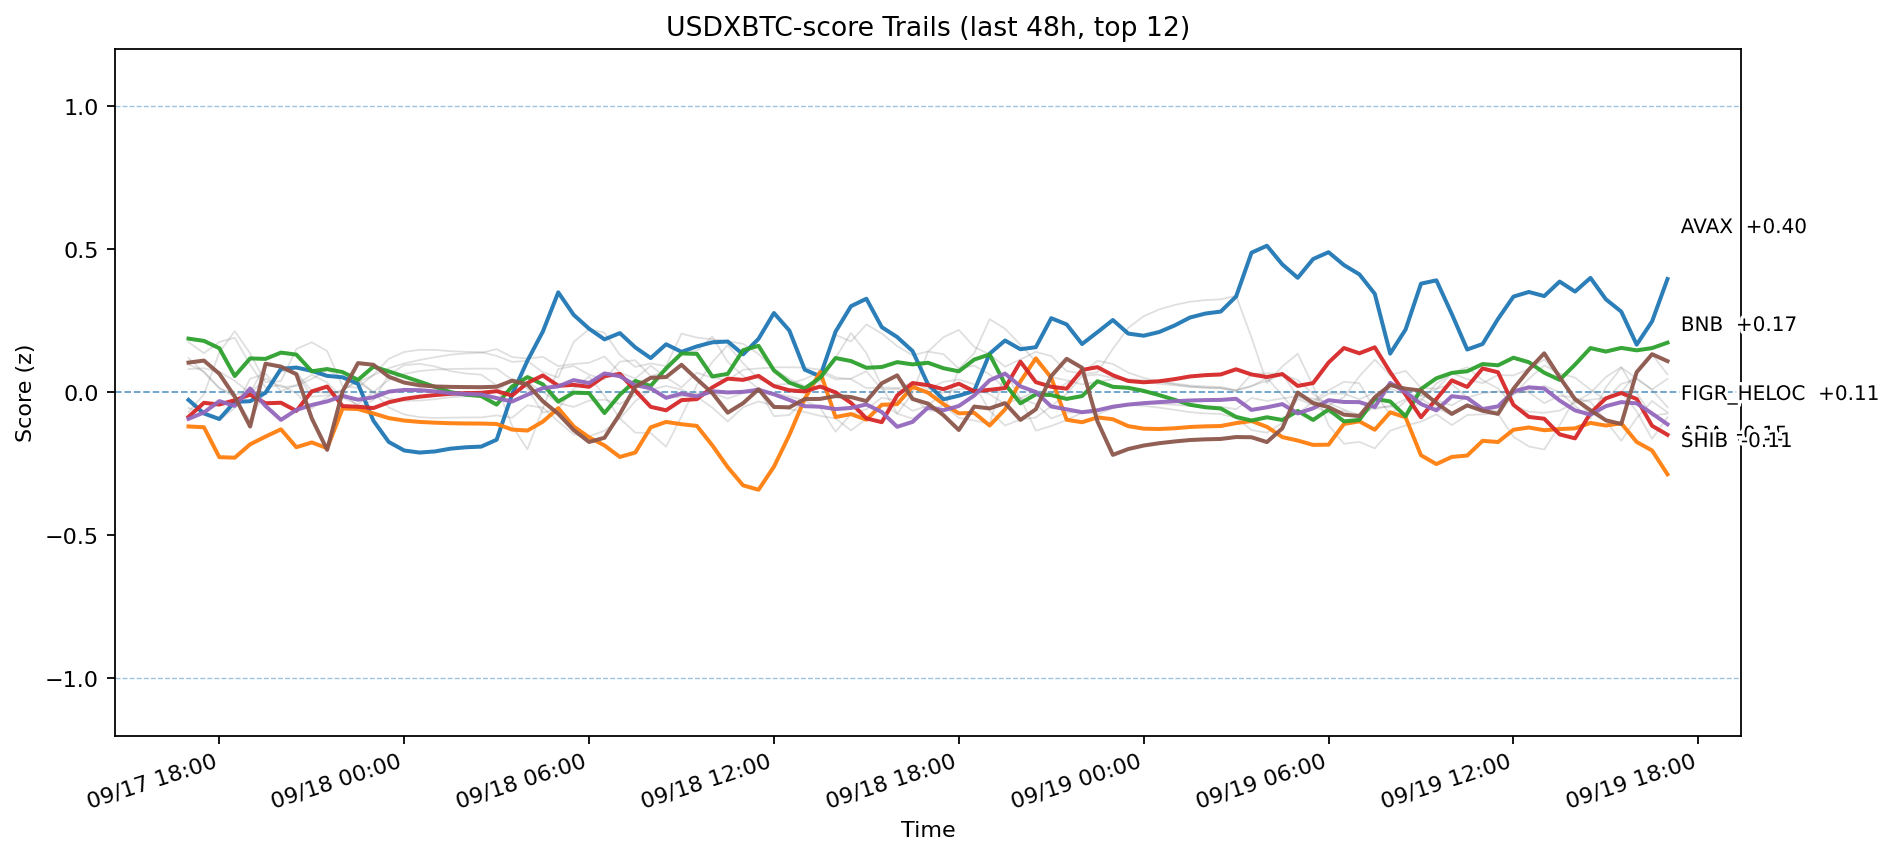 USDXBTC-score Trails (last 48h, top 12)
Score (z)
1.0
0.5
0.0
−0.5
−1.0
AVAX +0.40
BNB +0.17
FIGR_HELOC +0.11
ADA -0.15
SHIB -0.11
09/17 18:00
09/18 00:00
09/18 06:00
09/18 12:00
09/18 18:00
09/19 00:00
09/19 06:00
09/19 12:00
09/19 18:00
Time